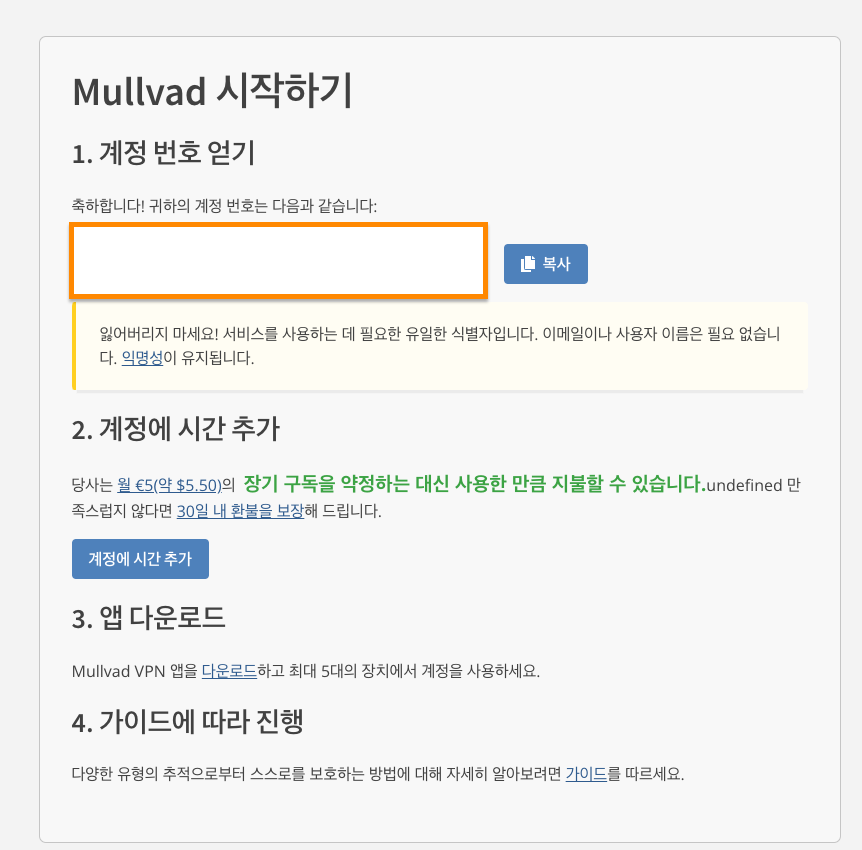 Mullvad 시작하기
1. 계정 번호 얻기
축하합니다! 귀하의 계정 번호는 다음과 같습니다:
복사
잃어버리지 마세요! 서비스를 사용하는 데 필요한 유일한 식별자입니다. 이메일이나 사용자 이름은 필요 없습니
다. 익명성이 유지됩니다.
2. 계정에 시간 추가
당사는 월 €5(약 $5.50)의 장기 구독을 약정하는 대신 사용한 만큼 지불할 수 있습니다.undefined 만
족스럽지 않다면 30일 내 환불을 보장해 드립니다.
계정에 시간 추가
3. 앱 다운로드
Mullvad VPN 앱을 다운로드하고 최대 5대의 장치에서 계정을 사용하세요.
4. 가이드에 따라 진행
다양한 유형의 추적으로부터 스스로를 보호하는 방법에 대해 자세히 알아보려면 가이드를 따르세요.